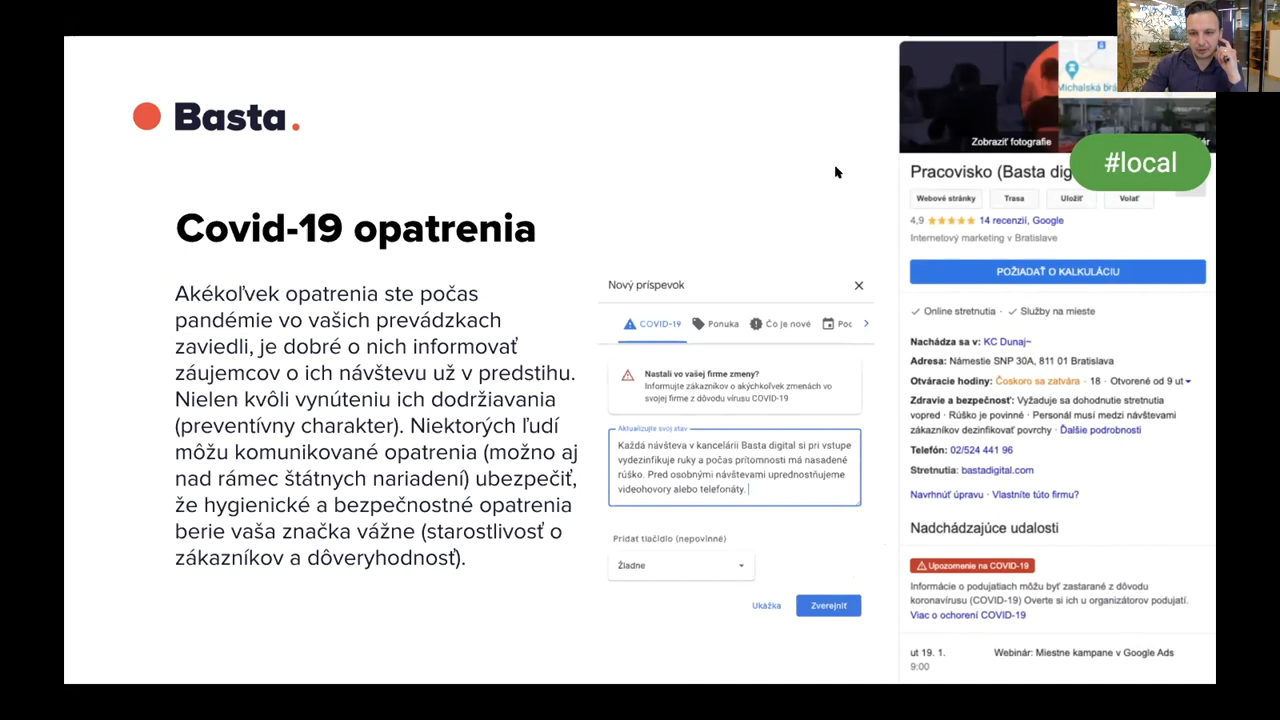 Basta.
Covid-19 opatrenia
Akékoľvek opatrenia ste počas
pandémie vo vašich prevádzkach
zaviedli, je dobré o nich informovať
záujemcov o ich návštevu už v predstihu.
Nielen kvôli vynúteniu ich dodržiavania
(preventívny charakter). Niektorých ľudí
môžu komunikované opatrenia (možno aj
nad rámec štátnych nariadení) ubezpečiť,
že hygienické a bezpečnostné opatrenia
berie vaša značka vážne (starostlivosť o
zákazníkov a dôveryhodnosť).
Nový príspevok
COVID-19 Ponuka Čo je nové Poc
Nastali vo vašej firme zmeny?
Informujte zákazníkov o akýchkoľvek zmenách vo
svojej firme z dôvodu vírusu COVID-19
Aktualizujte svoj stav
Každá návšteva v kancelárii Basta digital si pri vstupe
vydezinfikuje ruky a počas prítomnosti má nasadené
rúško. Pred osobnými návštevami uprednostňujeme
videohovory alebo telefonáty.
Pridať tlačidlo (nepovinné)
Žiadne
Ukážka Zverejniť
Michalská brá
Zobraziť fotografie
#local
Pracovisko (Basta dig
Webové stránky Trasa Uložiť Volať
4,9 14 recenzií, Google
Internetový marketing v Bratislave
POŽIADAŤ O KALKULÁCIU
Online stretnutia · Služby na mieste
Nachádza sa v: KC Dunaj~
Adresa: Námestie SNP 30A, 811 01 Bratislava
Otváracie hodiny: Čoskoro sa zatvára · 18 · Otvorené od 9 ut
Zdravie a bezpečnosť: Vyžaduje sa dohodnutie stretnutia
vopred · Rúško je povinné · Personál musí medzi návštevami
zákazníkov dezinfikovať povrchy · Ďalšie podrobnosti
Telefón: 02/524 441 96
Stretnutia: bastadigital.com
Navrhnúť úpravu · Vlastníte túto firmu?
Nadchádzajúce udalosti
Upozornenie na COVID-19
Informácie o podujatiach môžu byť zastarané z dôvodu
koronavírusu (COVID-19) Overte si ich u organizátorov podujatí.
Viac o ochorení COVID-19
ut 19. 1. Webinár: Miestne kampane v Google Ads
9:00